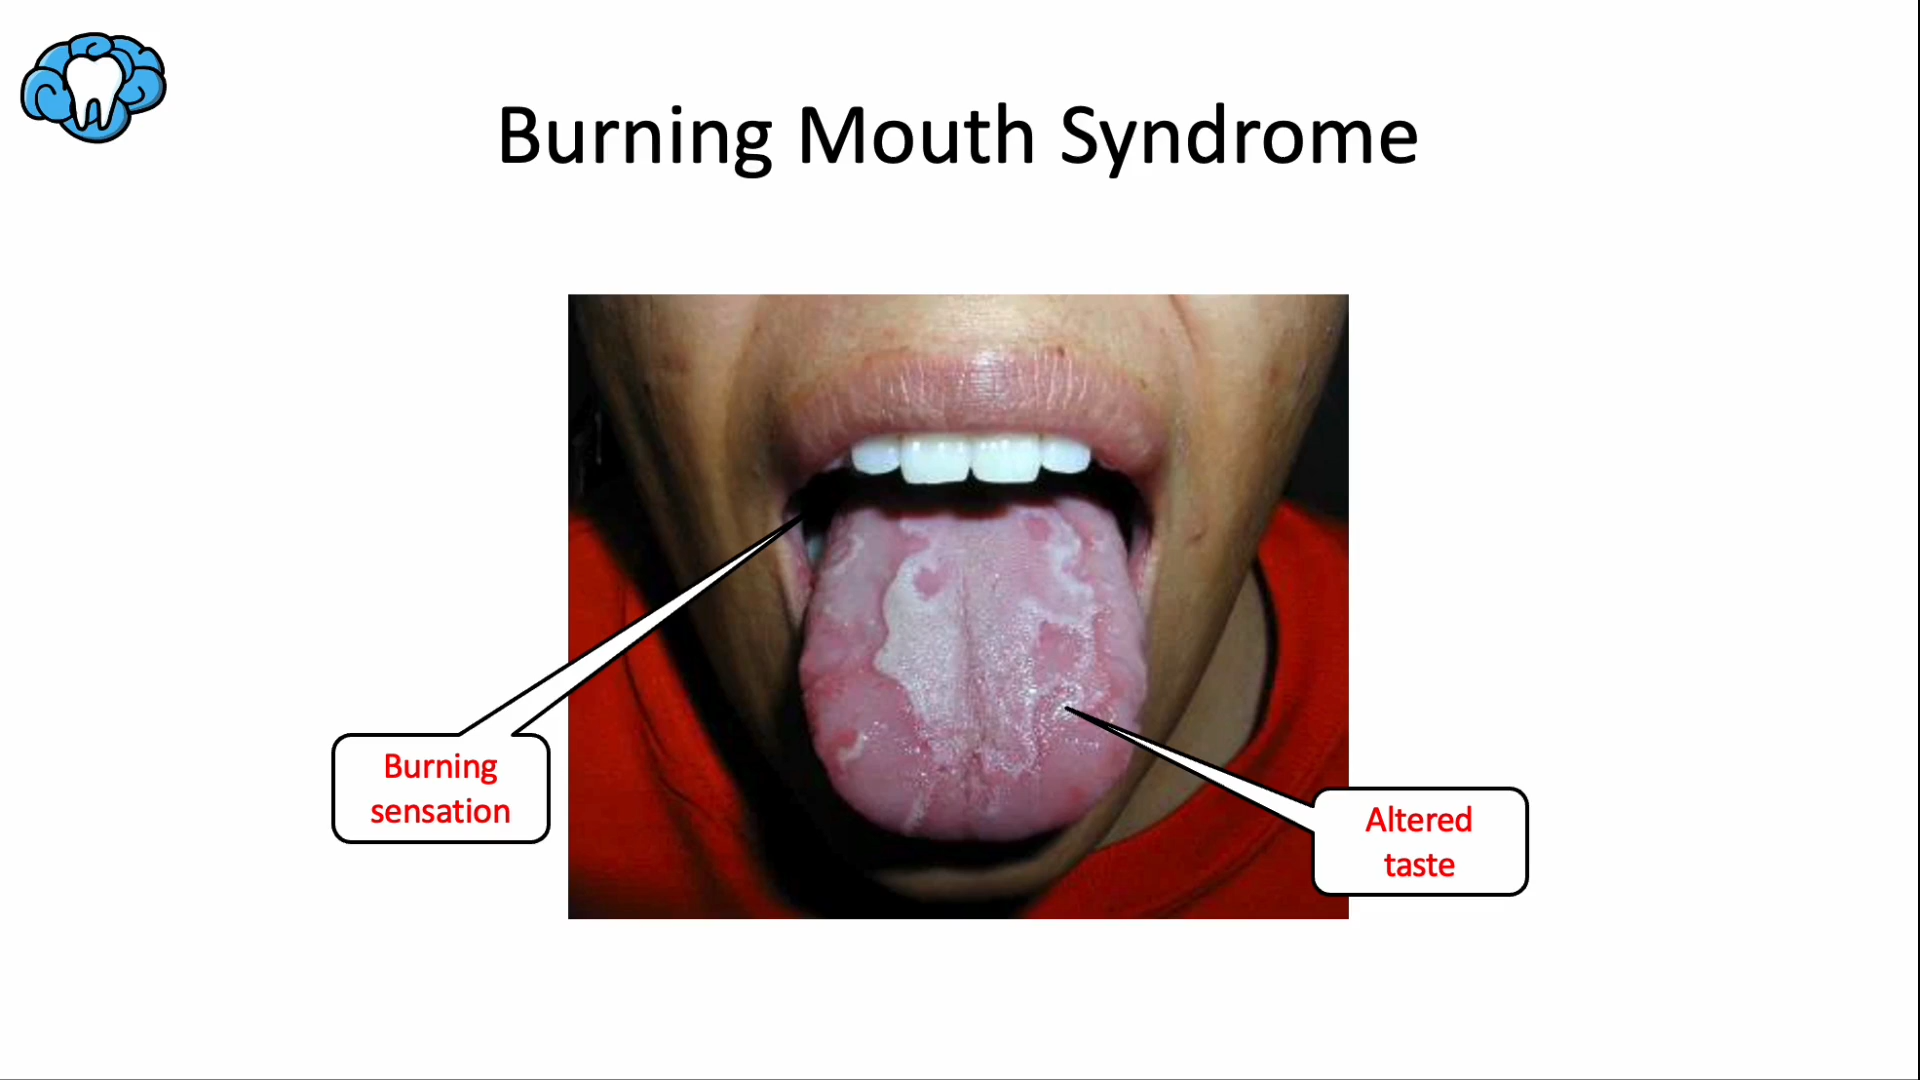 Burning Mouth Syndrome
Burning
sensation
Altered
taste